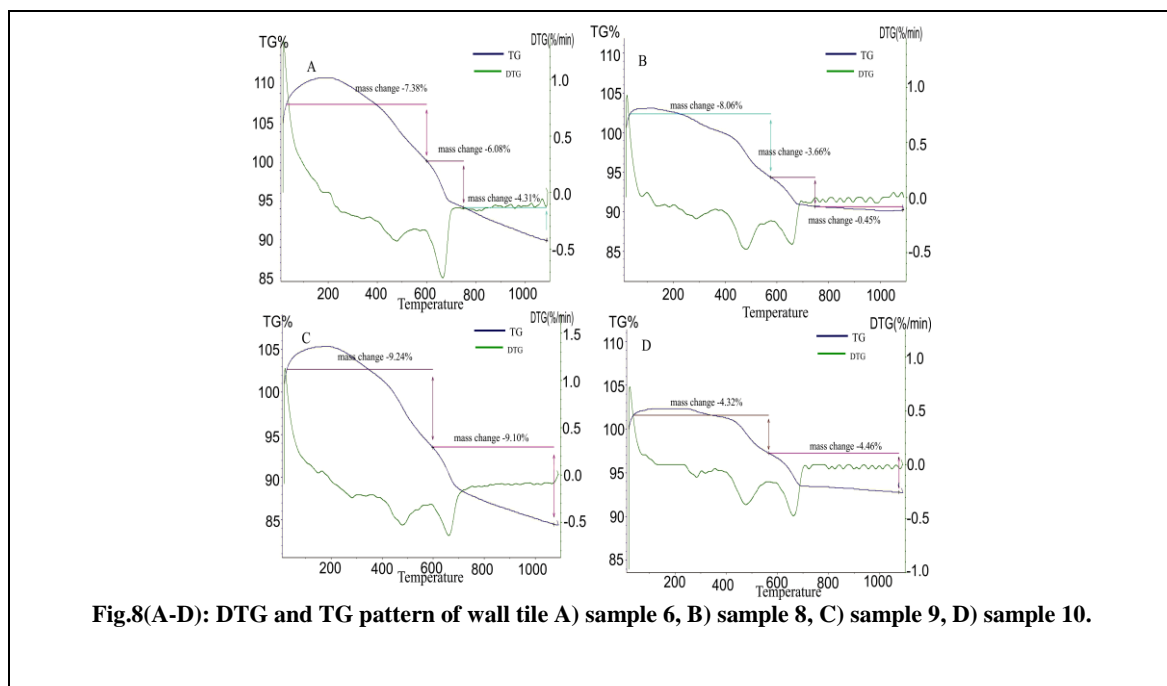 TG%
DTG(%/min)
A
TG
DTG
mass change -7.38%
mass change -6.08%
mass change -4.31%
110
105
100
95
90
85
1.0
0.5
0.0
-0.5
200 400 600 800 1000
Temperature
TG%
DTG(%/min)
B
TG
DTG
mass change -8.06%
mass change -3.66%
mass change -0.45%
110
105
100
95
90
85
1.0
0.5
0.0
-0.5
200 400 600 800 1000
Temperature
TG%
DTG(%/min)
C
TG
DTG
mass change -9.24%
mass change -9.10%
105
100
95
90
85
1.5
1.0
0.5
0.0
-0.5
200 400 600 800 1000
Temperature
TG%
DTG(%/min)
D
TG
DTG
mass change -4.32%
mass change -4.46%
110
105
100
95
90
85
1.0
0.5
0.0
-0.5
-1.0
200 400 600 800 1000
Temperature
Fig.8(A-D): DTG and TG pattern of wall tile A) sample 6, B) sample 8, C) sample 9, D) sample 10.